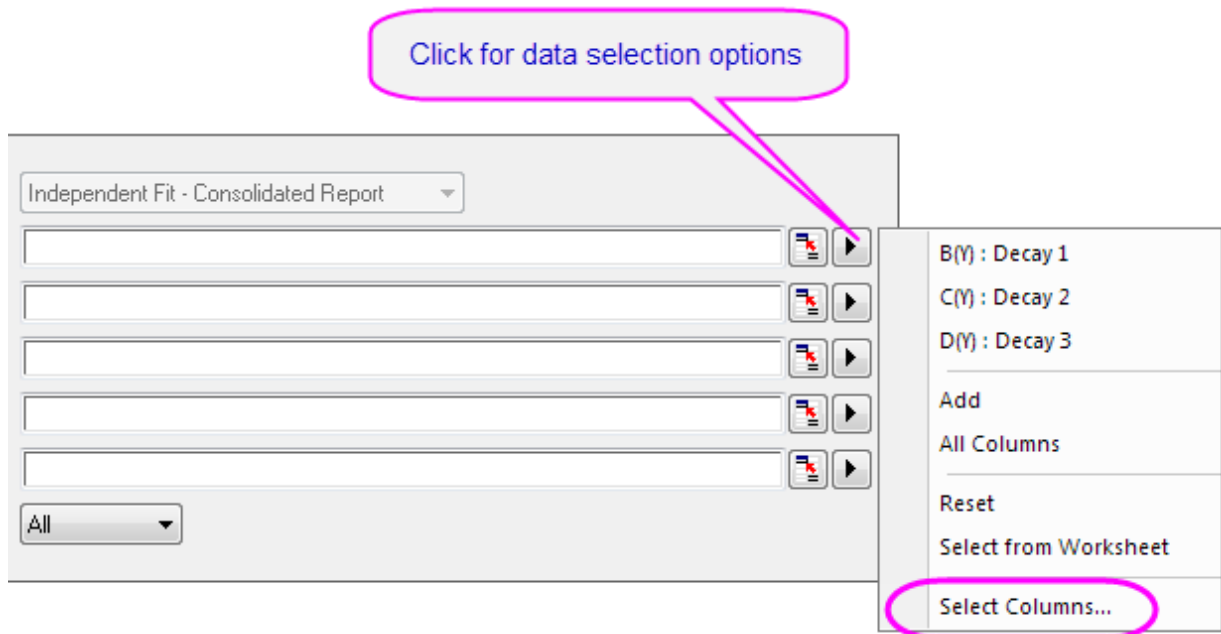 Click for data selection options
Independent Fit - Consolidated Report
All
B(Y) : Decay 1
C(Y) : Decay 2
D(Y) : Decay 3
Add
All Columns
Reset
Select from Worksheet
Select Columns...